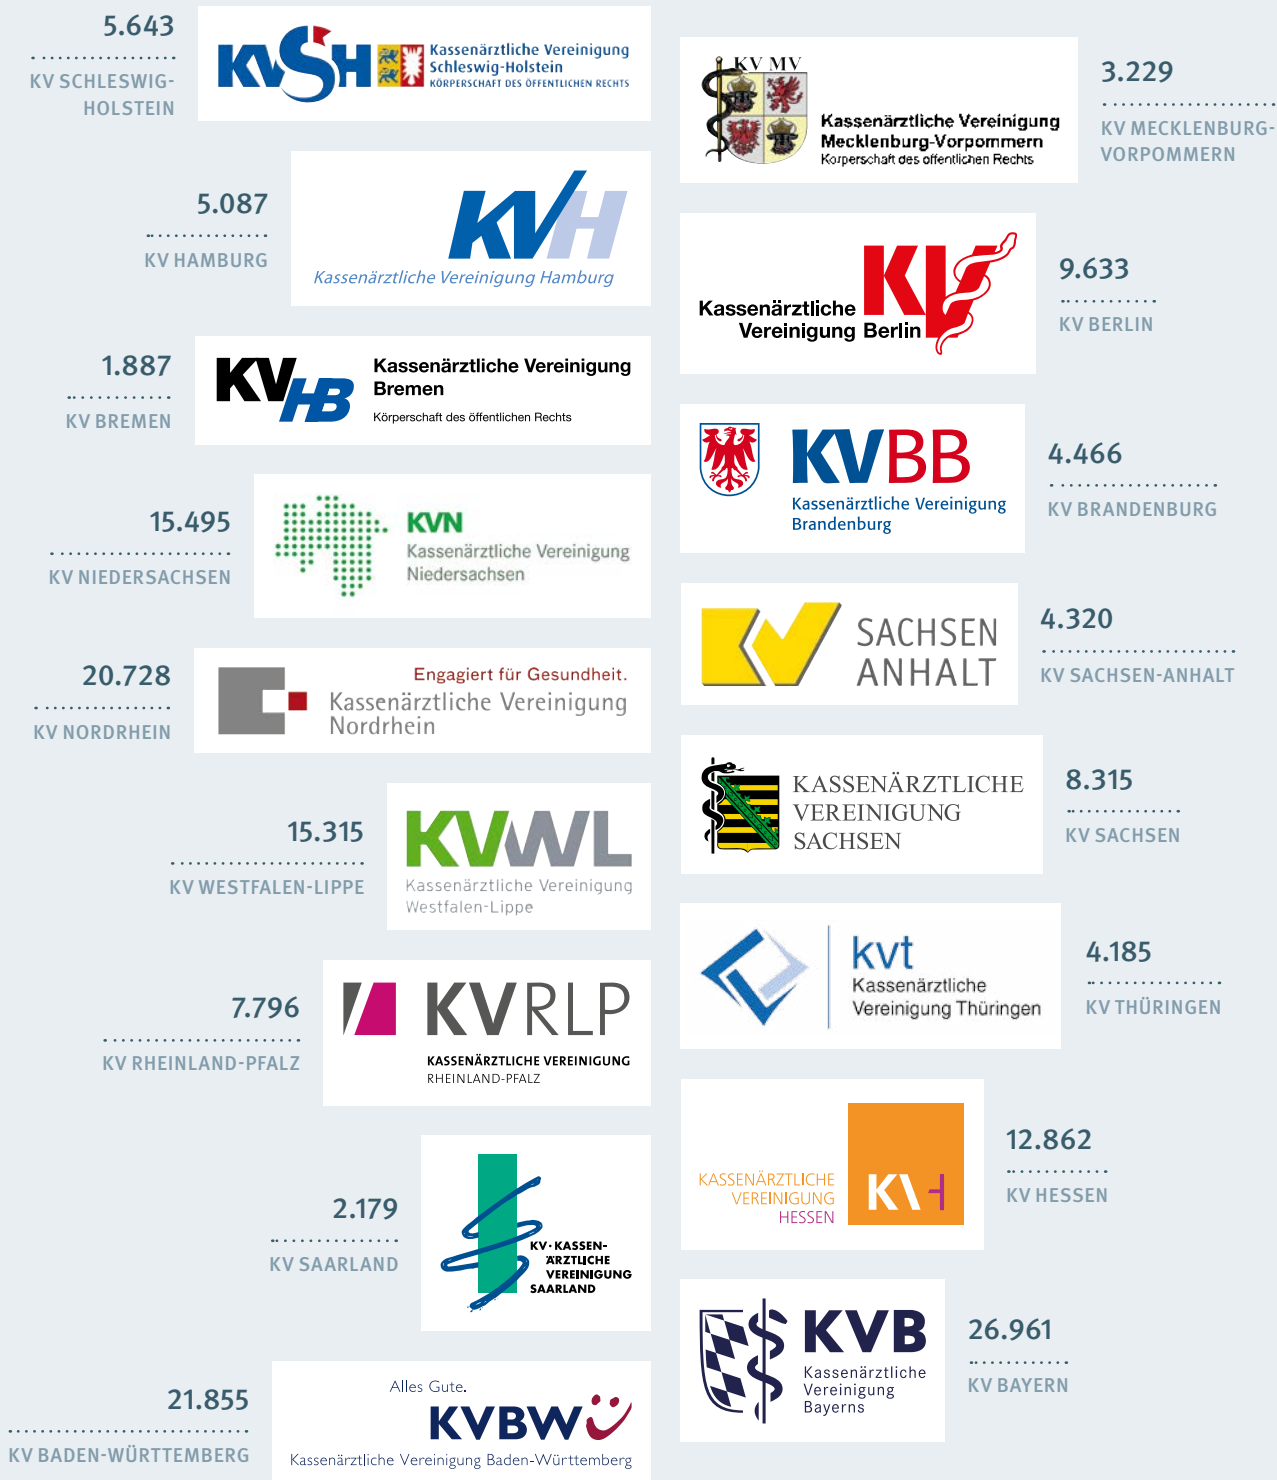 5.643
KV SCHLESWIG-
HOLSTEIN
KVSH
Kassenärztliche Vereinigung
Schleswig-Holstein
KÖRPERSCHAFT DES ÖFFENTLICHEN RECHTS
5.087
KV HAMBURG
KVH
Kassenärztliche Vereinigung Hamburg
1.887
KV BREMEN
KVHB
Kassenärztliche Vereinigung
Bremen
Körperschaft des öffentlichen Rechts
15.495
KV NIEDERSACHSEN
KVN
Kassenärztliche Vereinigung
Niedersachsen
20.728
KV NORDRHEIN
Engagiert für Gesundheit.
Kassenärztliche Vereinigung
Nordrhein
15.315
KV WESTFALEN-LIPPE
KVWL
Kassenärztliche Vereinigung
Westfalen-Lippe
7.796
KV RHEINLAND-PFALZ
KVRLP
KASSENÄRZTLICHE VEREINIGUNG
RHEINLAND-PFALZ
2.179
KV SAARLAND
KV·KASSEN-
ÄRZTLICHE
VEREINIGUNG
SAARLAND
21.855
KV BADEN-WÜRTTEMBERG
Alles Gute.
KVBW
Kassenärztliche Vereinigung Baden-Württemberg
KV MV
Kassenärztliche Vereinigung
Mecklenburg-Vorpommern
Körperschaft des öffentlichen Rechts
3.229
KV MECKLENBURG-
VORPOMMERN
KV
Kassenärztliche
Vereinigung Berlin
9.633
KV BERLIN
KVBB
Kassenärztliche Vereinigung
Brandenburg
4.466
KV BRANDENBURG
KV
SACHSEN
ANHALT
4.320
KV SACHSEN-ANHALT
KASSENÄRZTLICHE
VEREINIGUNG
SACHSEN
8.315
KV SACHSEN
kvt
Kassenärztliche
Vereinigung Thüringen
4.185
KV THÜRINGEN
KASSENÄRZTLICHE
VEREINIGUNG
HESSEN
KVH
12.862
KV HESSEN
KVB
Kassenärztliche
Vereinigung
Bayerns
26.961
KV BAYERN